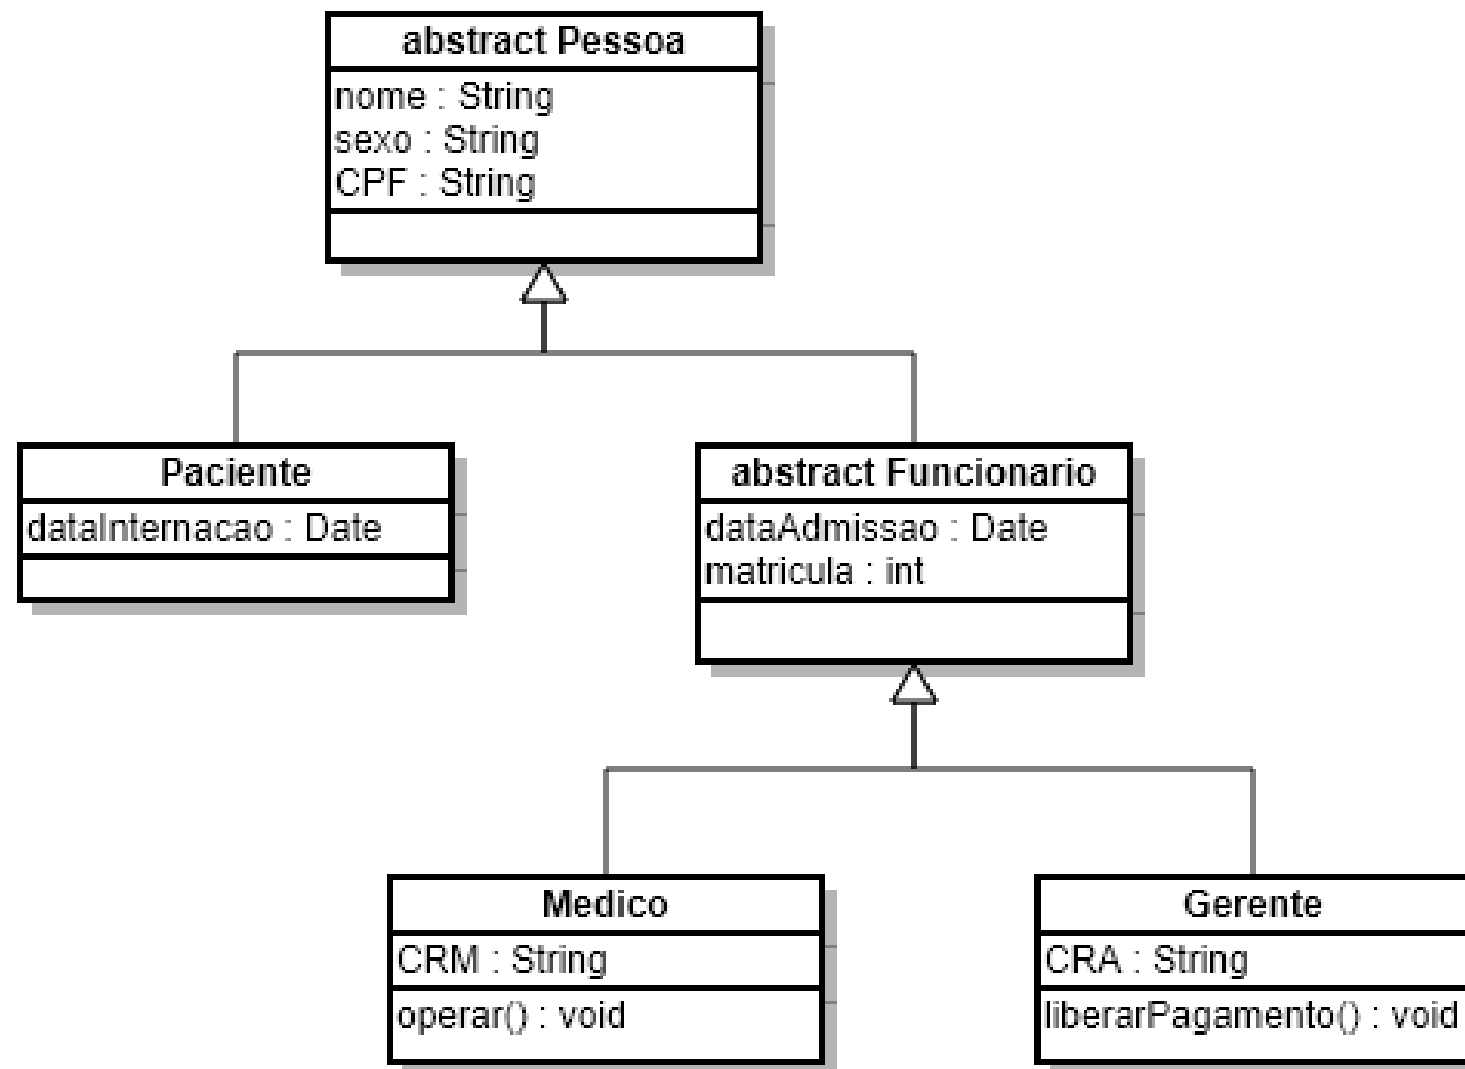 abstract Pessoa
nome : String
sexo : String
CPF : String
Paciente
dataInternacao : Date
abstract Funcionario
dataAdmissao : Date
matricula : int
Medico
CRM : String
operar() : void
Gerente
CRA : String
liberarPagamento() : void